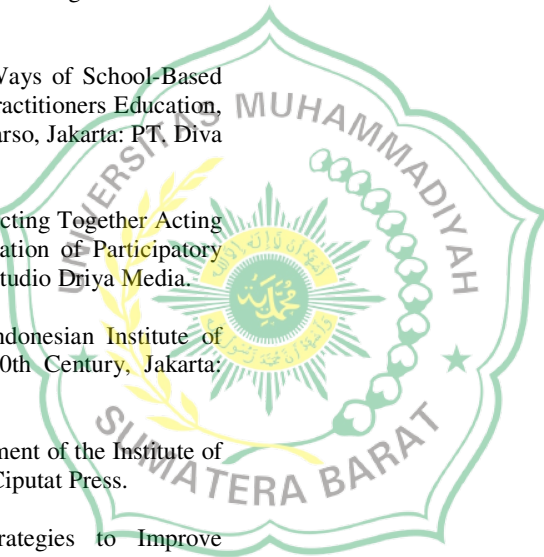 Ways of School-Based
ractitioners Education,
arso, Jakarta: PT. Diva
cting Together Acting
ation of Participatory
tudio Driya Media.
ndonesian Institute of
0th Century, Jakarta:
ment of the Institute of
Ciputat Press.
rategies to Improve
UNIVERSITAS MUHAMMADIYAH
SUMATERA BARAT